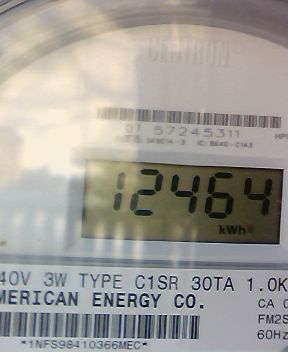 CENTRON
07 57245311
12464
kWh
40V 3W TYPE C1SR 30TA 1.0K
MERICAN ENERGY CO.
CA 0
FM2S
60Hz
*1NFS98410366MEC*